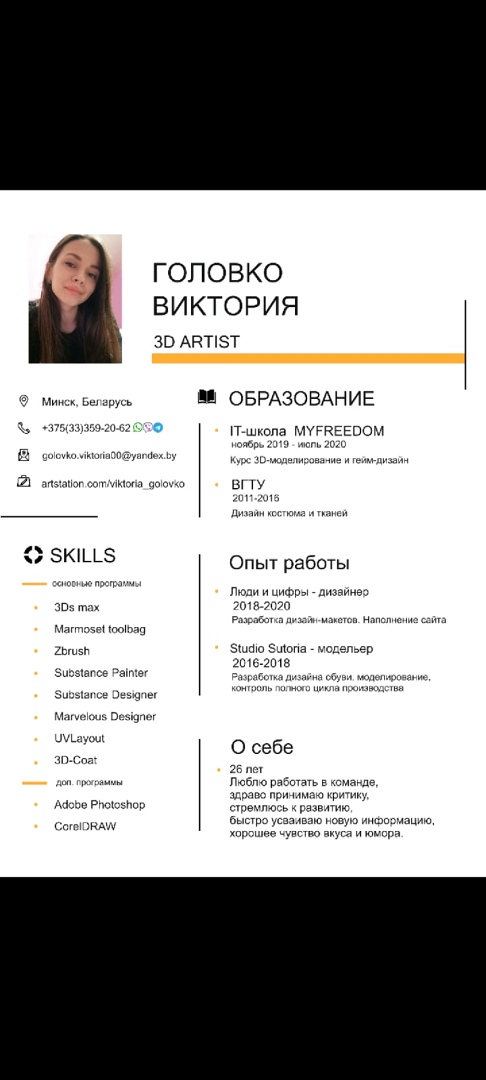 ГОЛОВКО
ВИКТОРИЯ
3D ARTIST
Минск, Беларусь
+375(33)359-20-62
golovko.viktoria00@yandex.by
artstation.com/viktoria_golovko
SKILLS
основные программы
3Ds max
Marmoset toolbag
Zbrush
Substance Painter
Substance Designer
Marvelous Designer
UVLayout
3D-Coat
доп. программы
Adobe Photoshop
CorelDRAW
ОБРАЗОВАНИЕ
IT-школа MYFREEDOM
ноябрь 2019 - июль 2020
Курс 3D-моделирование и гейм-дизайн
ВГТУ
2011-2016
Дизайн костюма и тканей
Опыт работы
Люди и цифры - дизайнер
2018-2020
Разработка дизайн-макетов. Наполнение сайта
Studio Sutoria - модельер
2016-2018
Разработка дизайна обуви, моделирование,
контроль полного цикла производства
О себе
26 лет
Люблю работать в команде,
здраво принимаю критику,
стремлюсь к развитию,
быстро усваиваю новую информацию,
хорошее чувство вкуса и юмора.